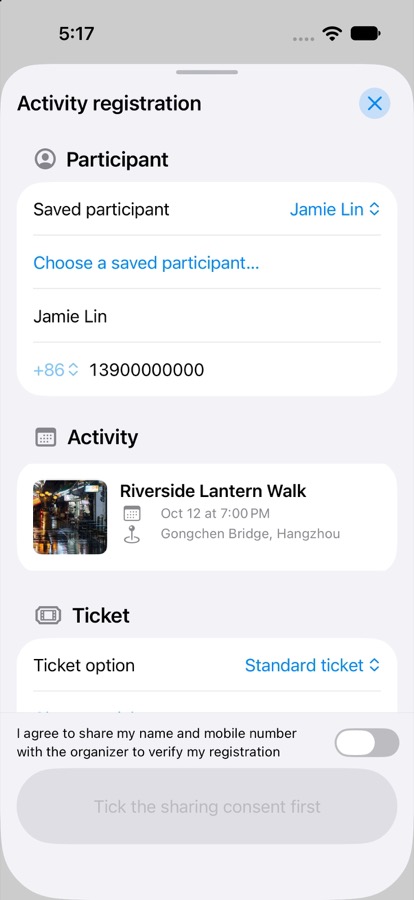 5:17
Activity registration
Participant
Saved participant
Jamie Lin
Choose a saved participant...
Jamie Lin
+86 13900000000
Activity
Riverside Lantern Walk
Oct 12 at 7:00 PM
Gongchen Bridge, Hangzhou
Ticket
Ticket option
Standard ticket
I agree to share my name and mobile number
with the organizer to verify my registration
Tick the sharing consent first